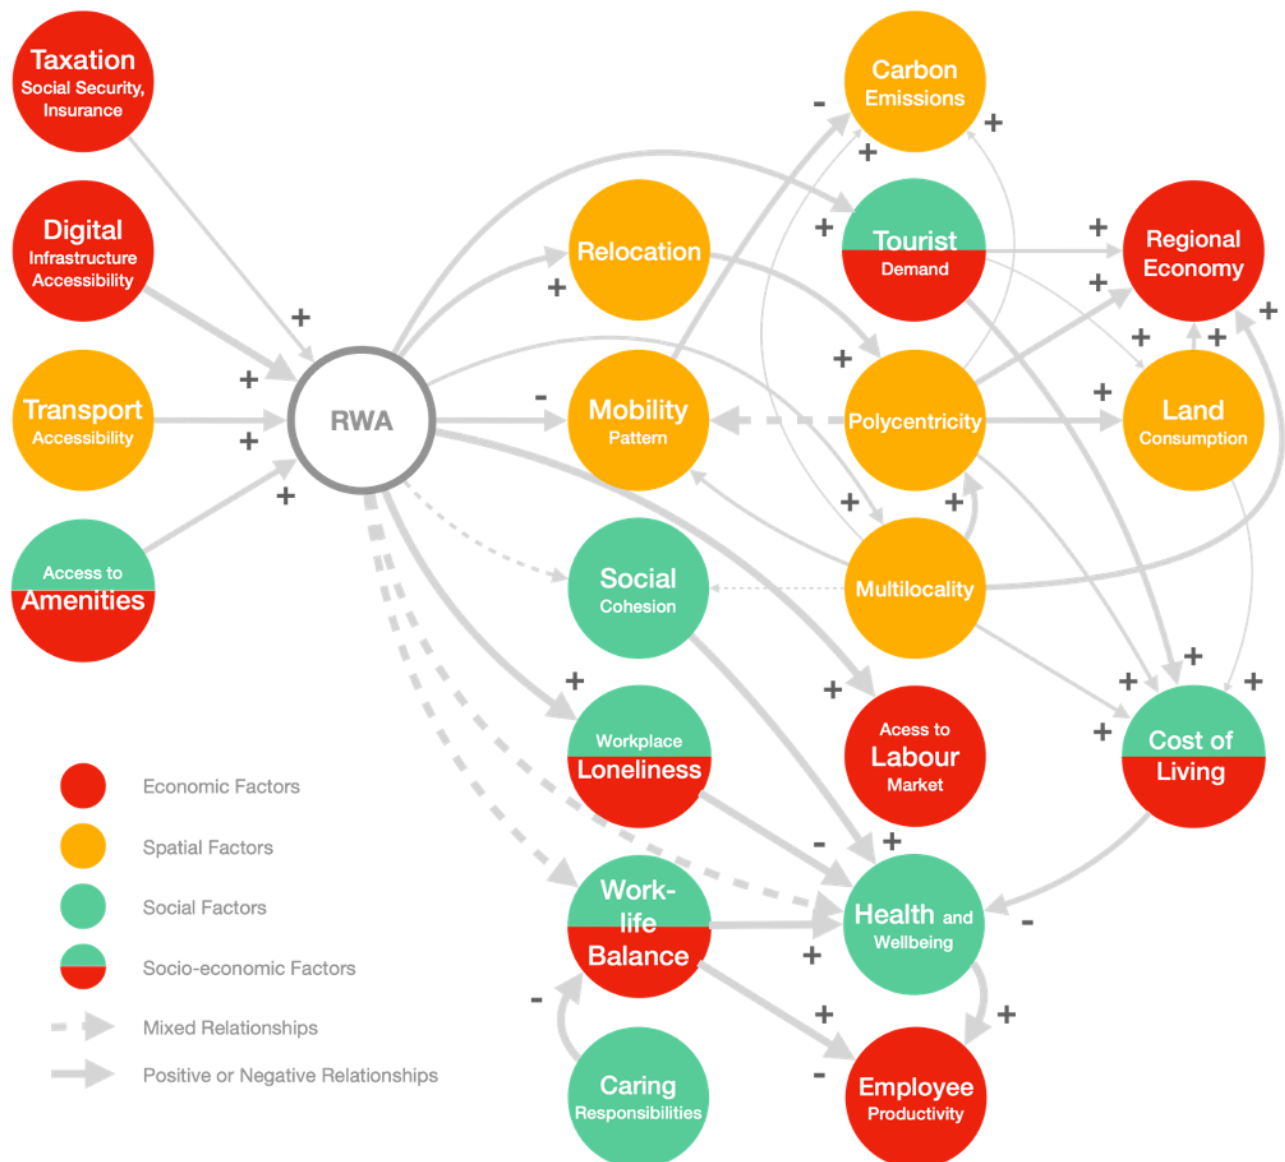 Taxation
Social Security,
Insurance
Digital
Infrastructure
Accessibility
Transport
Accessibility
Access to
Amenities
+
+
+
+
RWA
Relocation
+
-
Mobility
Pattern
Social
Cohesion
+
Workplace
Loneliness
Work-
life
Balance
-
Caring
Responsibilities
Carbon
Emissions
-
+
+
Tourist
Demand
+
Polycentricity
+
Multilocality
+
+
Acess to
Labour
Market
+
Health and
Wellbeing
-
+
+
-
Employee
Productivity
+
-
+
Regional
Economy
+
+
+
+
+
Land
Consumption
+
Cost of
Living
+
+
+
+
Economic Factors
Spatial Factors
Social Factors
Socio-economic Factors
Mixed Relationships
Positive or Negative Relationships